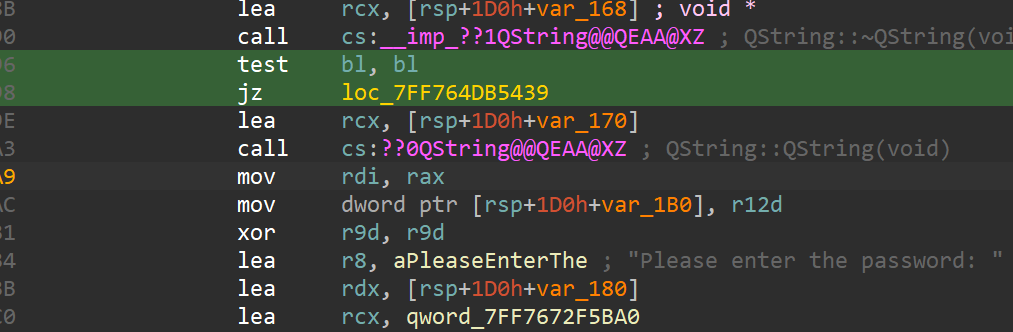 BB lea rcx, [rsp+1D0h+var_168] ; void *
90 call cs:__imp_??1QString@@QEAA@XZ ; QString::~QString(voi
96 test bl, bl
98 jz loc_7FF764DB5439
9E lea rcx, [rsp+1D0h+var_170]
A3 call cs:??0QString@@QEAA@XZ ; QString::QString(void)
A9 mov rdi, rax
AC mov dword ptr [rsp+1D0h+var_1B0], r12d
B1 xor r9d, r9d
B4 lea r8, aPleaseEnterThe ; "Please enter the password: "
BB lea rdx, [rsp+1D0h+var_180]
C0 lea rcx, qword_7FF7672F5BA0